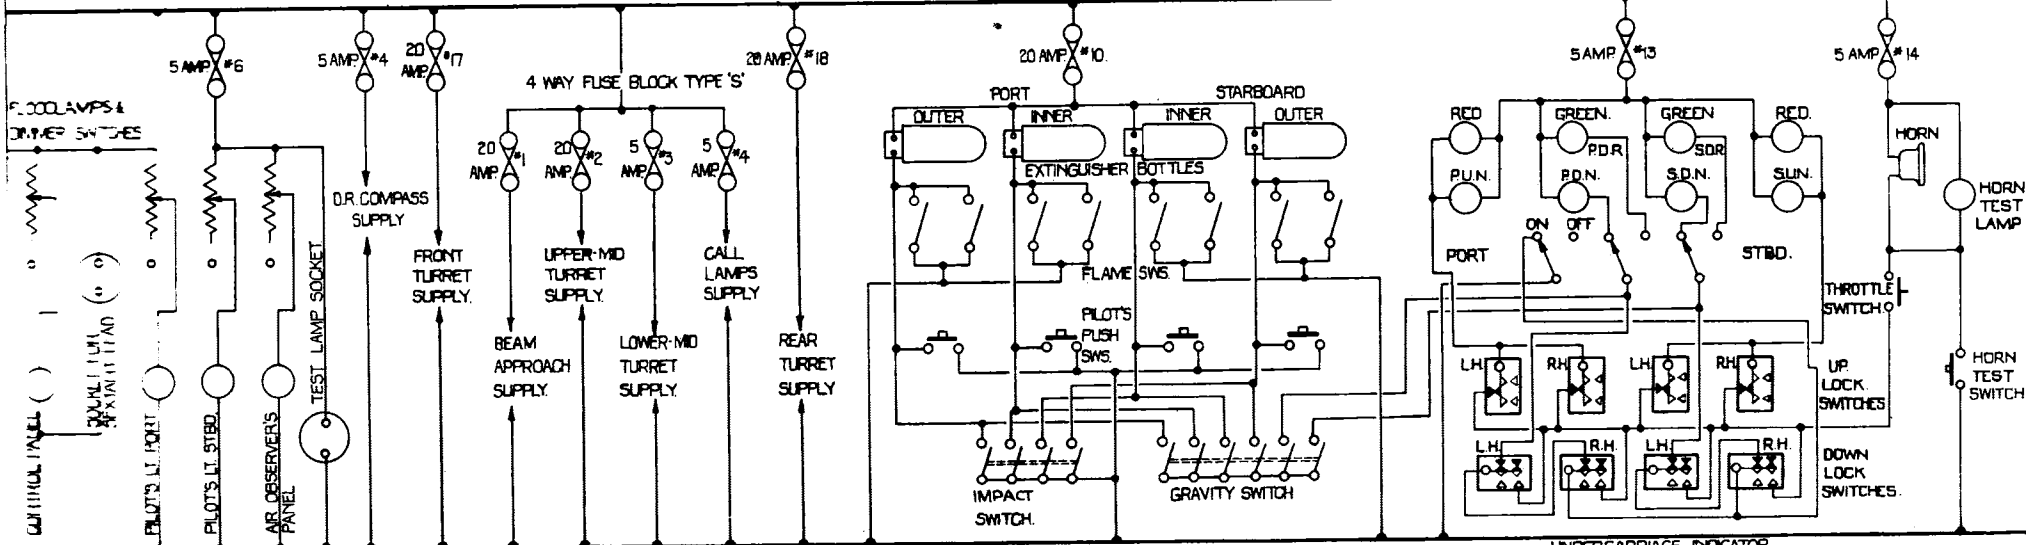 5 AMP. #6
5 AMP. #4
20 AMP. #17
4 WAY FUSE BLOCK TYPE 'S'
20 AMP. #18
20 AMP. #10.
5 AMP. #13
5 AMP. #14
FLOODLAMPS &
DIMMER SWITCHES
20 AMP. #1
20 AMP. #2
5 AMP. #3
5 AMP. #4
PORT
STARBOARD
OUTER
INNER
INNER
OUTER
EXTINGUISHER BOTTLES
RED
GREEN.
GREEN
RED.
P.D.R
S.D.R
HORN
P.U.N.
P.D.N.
S.D.N.
S.U.N.
HORN
TEST
LAMP
D.R. COMPASS
SUPPLY
ON
OFF
PORT
STBD.
FRONT
TURRET
SUPPLY.
UPPER-MID
TURRET
SUPPLY.
CALL
LAMPS
SUPPLY
FLAME SWS.
THROTTLE
SWITCH.
TEST LAMP SOCKET
BEAM
APPROACH
SUPPLY.
LOWER-MID
TURRET
SUPPLY.
REAR
TURRET
SUPPLY
PILOT'S
PUSH
SWS.
L.H.
R.H.
L.H.
R.H.
UP
LOCK
SWITCHES
HORN
TEST
SWITCH
CONTROL PANEL
PILOT'S LT. PORT
PILOT'S LT. STBD.
AIR OBSERVER'S
PANEL
L.H.
R.H.
L.H.
R.H.
DOWN
LOCK
SWITCHES.
IMPACT
SWITCH.
GRAVITY SWITCH
UNDERCARRIAGE INDICATOR